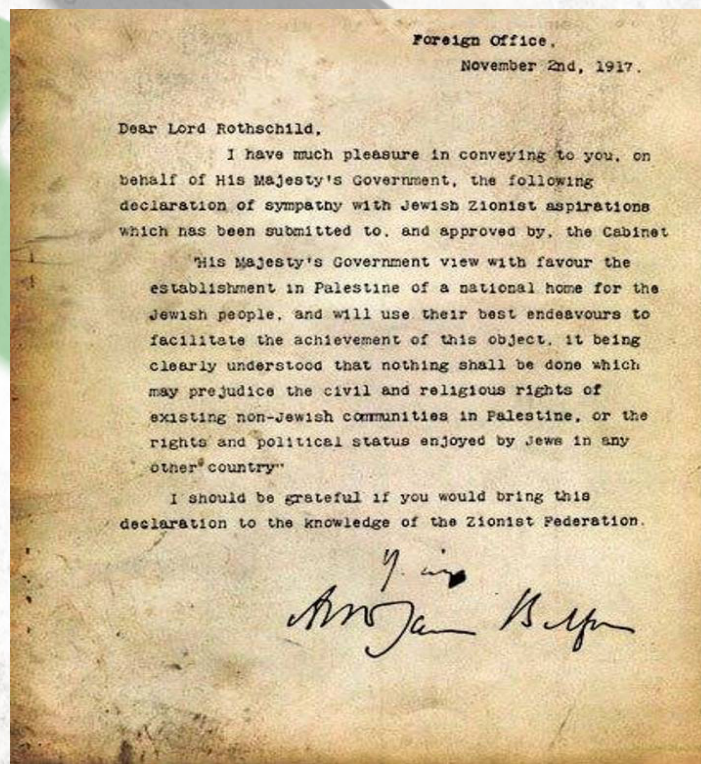 Foreign Office,
November 2nd, 1917.
Dear Lord Rothschild,
I have much pleasure in conveying to you, on
behalf of His Majesty's Government, the following
declaration of sympathy with Jewish Zionist aspirations
which has been submitted to, and approved by, the Cabinet
"His Majesty's Government view with favour the
establishment in Palestine of a national home for the
Jewish people, and will use their best endeavours to
facilitate the achievement of this object, it being
clearly understood that nothing shall be done which
may prejudice the civil and religious rights of
existing non-Jewish communities in Palestine, or the
rights and political status enjoyed by Jews in any
other country"
I should be grateful if you would bring this
declaration to the knowledge of the Zionist Federation.